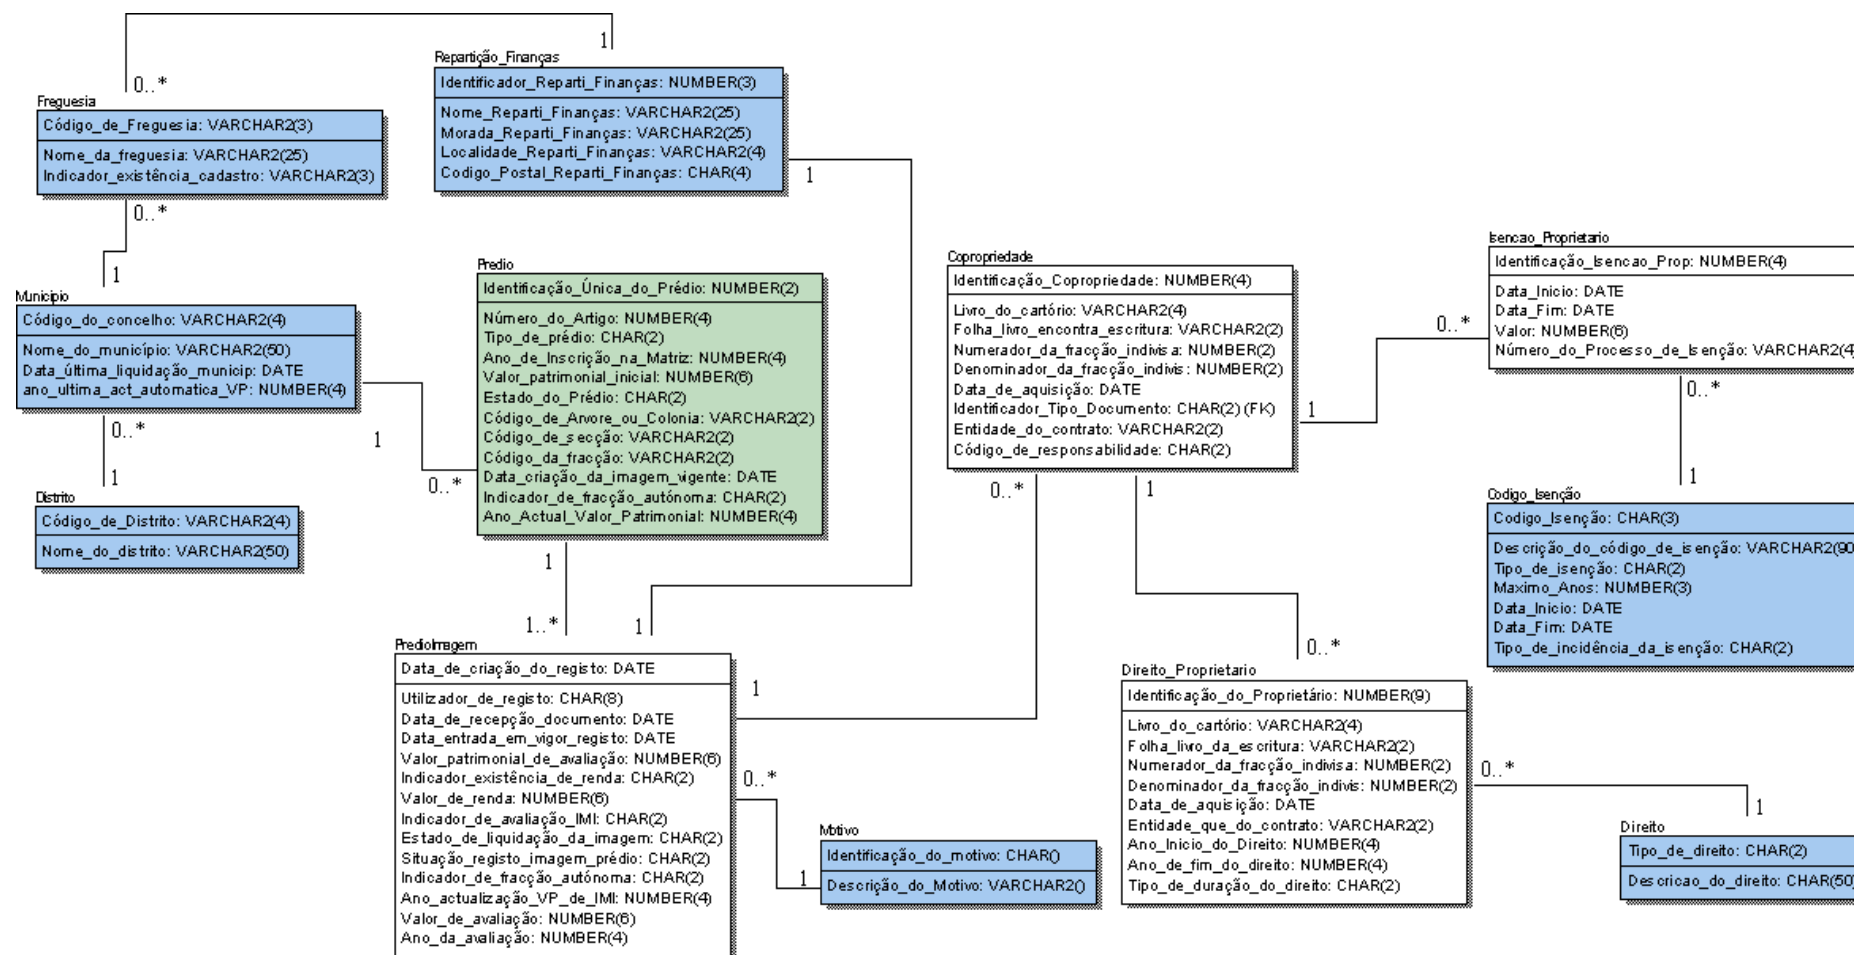 1
Repartição_Finanças
Identificador_Reparti_Finanças: NUMBER(3)
Nome_Reparti_Finanças: VARCHAR2(25)
Morada_Reparti_Finanças: VARCHAR2(25)
Localidade_Reparti_Finanças: VARCHAR2(4)
Codigo_Postal_Reparti_Finanças: CHAR(4)
1
0..*
Freguesia
Código_de_Freguesia: VARCHAR2(3)
Nome_da_freguesia: VARCHAR2(25)
Indicador_existência_cadastro: VARCHAR2(3)
0..*
1
Município
Código_do_concelho: VARCHAR2(4)
Nome_do_município: VARCHAR2(50)
Data_última_liquidação_municip: DATE
ano_ultima_act_automatica_VP: NUMBER(4)
0..*
1
1
0..*
Distrito
Código_de_Distrito: VARCHAR2(4)
Nome_do_distrito: VARCHAR2(50)
Predio
Identificação_Única_do_Prédio: NUMBER(2)
Número_do_Artigo: NUMBER(4)
Tipo_de_prédio: CHAR(2)
Ano_de_Inscrição_na_Matriz: NUMBER(4)
Valor_patrimonial_inicial: NUMBER(6)
Estado_do_Prédio: CHAR(2)
Código_de_Arvore_ou_Colonia: VARCHAR2(2)
Código_de_secção: VARCHAR2(2)
Código_da_fracção: VARCHAR2(2)
Data_criação_da_imagem_vigente: DATE
Indicador_de_fracção_autónoma: CHAR(2)
Ano_Actual_Valor_Patrimonial: NUMBER(4)
1
1..*
1
PredioImagem
Data_de_criação_do_registo: DATE
Utilizador_de_registo: CHAR(8)
Data_de_recepção_documento: DATE
Data_entrada_em_vigor_registo: DATE
Valor_patrimonial_de_avaliação: NUMBER(6)
Indicador_existência_de_renda: CHAR(2)
Valor_de_renda: NUMBER(6)
Indicador_de_avaliação_IMI: CHAR(2)
Estado_de_liquidação_da_imagem: CHAR(2)
Situação_registo_imagem_prédio: CHAR(2)
Indicador_de_fracção_autónoma: CHAR(2)
Ano_actualização_VP_de_IMI: NUMBER(4)
Valor_de_avaliação: NUMBER(6)
Ano_da_avaliação: NUMBER(4)
1
0..*
1
Motivo
Identificação_do_motivo: CHAR()
Descrição_do_Motivo: VARCHAR2()
Copropriedade
Identificação_Copropriedade: NUMBER(4)
Livro_do_cartório: VARCHAR2(4)
Folha_livro_encontra_escritura: VARCHAR2(2)
Numerador_da_fracção_indivisa: NUMBER(2)
Denominador_da_fracção_indivis: NUMBER(2)
Data_de_aquisição: DATE
Identificador_Tipo_Documento: CHAR(2) (FK)
Entidade_do_contrato: VARCHAR2(2)
Código_de_responsabilidade: CHAR(2)
0..*
1
1
0..*
Isencao_Proprietario
Identificação_Isencao_Prop: NUMBER(4)
Data_Inicio: DATE
Data_Fim: DATE
Valor: NUMBER(6)
Número_do_Processo_de_Isenção: VARCHAR2(4)
0..*
1
Codigo_Isenção
Codigo_Isenção: CHAR(3)
Descrição_do_código_de_isenção: VARCHAR2(90
Tipo_de_isenção: CHAR(2)
Maximo_Anos: NUMBER(3)
Data_Inicio: DATE
Data_Fim: DATE
Tipo_de_incidência_da_isenção: CHAR(2)
0..*
Direito_Proprietario
Identificação_do_Proprietário: NUMBER(9)
Livro_do_cartório: VARCHAR2(4)
Folha_livro_da_escritura: VARCHAR2(2)
Numerador_da_fracção_indivisa: NUMBER(2)
Denominador_da_fracção_indivis: NUMBER(2)
Data_de_aquisição: DATE
Entidade_que_do_contrato: VARCHAR2(2)
Ano_Inicio_do_Direito: NUMBER(4)
Ano_de_fim_do_direito: NUMBER(4)
Tipo_de_duração_do_direito: CHAR(2)
0..*
1
Direito
Tipo_de_direito: CHAR(2)
Descricao_do_direito: CHAR(50)